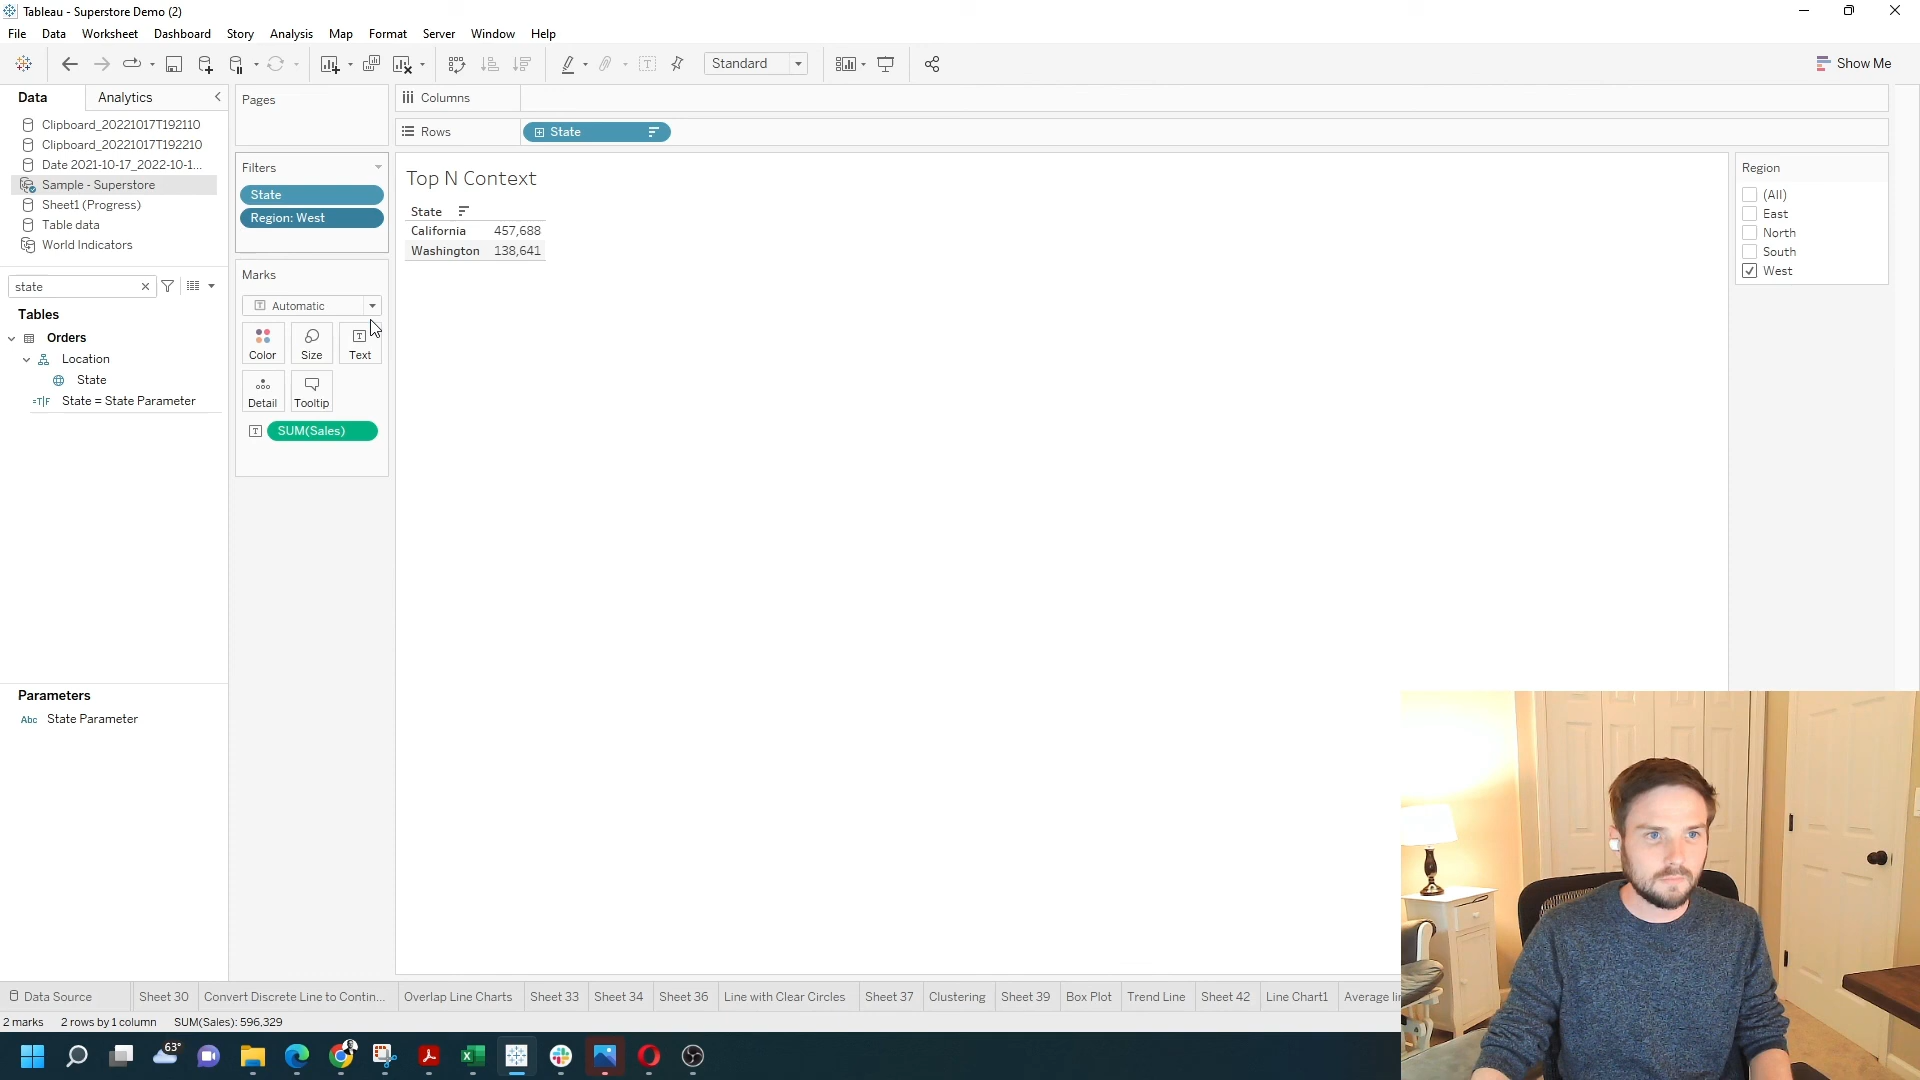 Tableau - Superstore Demo (2)
File Data Worksheet Dashboard Story Analysis Map Format Server Window Help
Standard
Show Me
Data Analytics
Clipboard_20221017T192110
Clipboard_20221017T192210
Date 2021-10-17_2022-10-1...
Sample - Superstore
Sheet1 (Progress)
Table data
World Indicators
state
Tables
Orders
Location
State
=T|F State = State Parameter
Parameters
Abc State Parameter
Pages
Filters
State
Region: West
Marks
Automatic
Color Size Text
Detail Tooltip
SUM(Sales)
Columns
Rows State
Top N Context
State
California 457,688
Washington 138,641
Region
(All)
East
North
South
West
Data Source Sheet 30 Convert Discrete Line to Contin... Overlap Line Charts Sheet 33 Sheet 34 Sheet 36 Line with Clear Circles Sheet 37 Clustering Sheet 39 Box Plot Trend Line Sheet 42 Line Chart1 Average
2 marks 2 rows by 1 column SUM(Sales): 596,329
63°